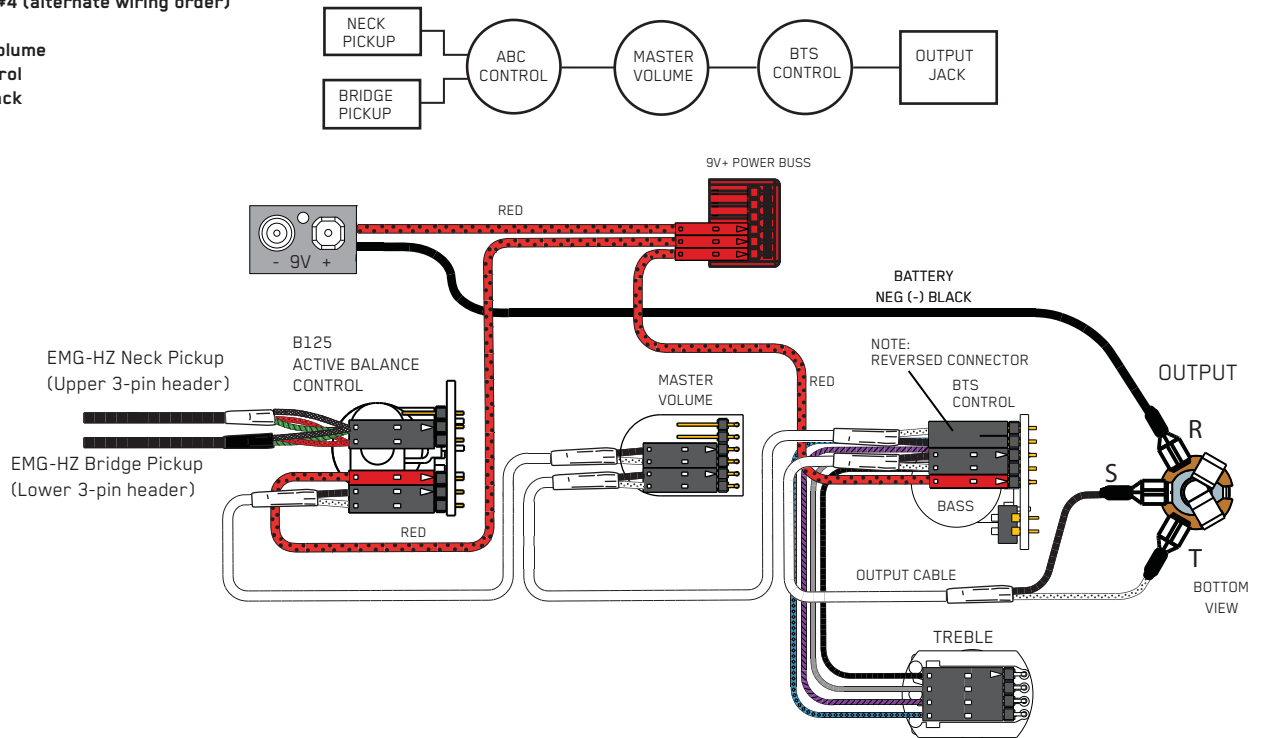 #4 (alternate wiring order)
NECK
PICKUP
BRIDGE
PICKUP
ABC
CONTROL
MASTER
VOLUME
BTS
CONTROL
OUTPUT
JACK
9V+ POWER BUSS
RED
- 9V +
BATTERY
NEG (-) BLACK
B125
ACTIVE BALANCE
CONTROL
EMG-HZ Neck Pickup
(Upper 3-pin header)
EMG-HZ Bridge Pickup
(Lower 3-pin header)
RED
MASTER
VOLUME
RED
NOTE:
REVERSED CONNECTOR
BTS
CONTROL
BASS
OUTPUT
R
S
T
BOTTOM
VIEW
OUTPUT CABLE
TREBLE